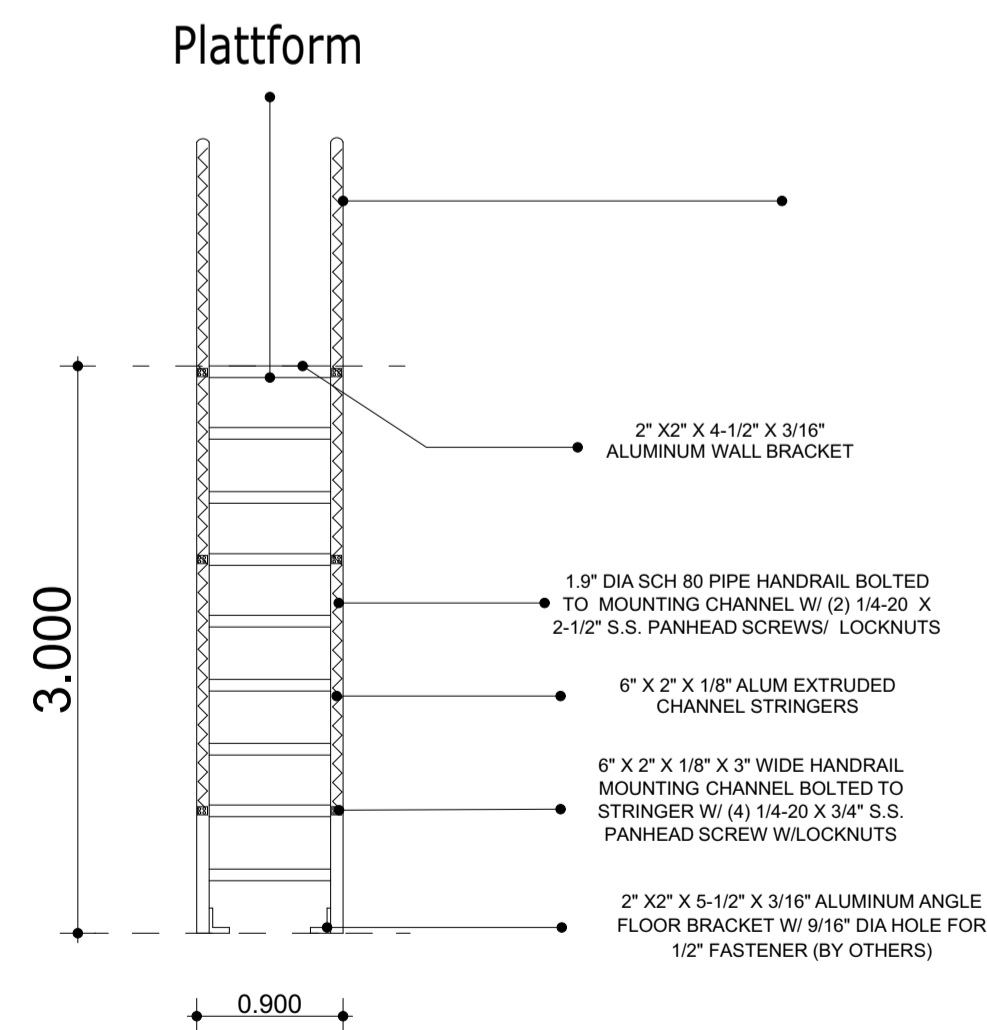 Plattform
2" X2" X 4-1/2" X 3/16"
ALUMINUM WALL BRACKET
3.000
1.9" DIA SCH 80 PIPE HANDRAIL BOLTED
TO MOUNTING CHANNEL W/ (2) 1/4-20 X
2-1/2" S.S. PANHEAD SCREWS/ LOCKNUTS
6" X 2" X 1/8" ALUM EXTRUDED
CHANNEL STRINGERS
6" X 2" X 1/8" X 3" WIDE HANDRAIL
MOUNTING CHANNEL BOLTED TO
STRINGER W/ (4) 1/4-20 X 3/4" S.S.
PANHEAD SCREW W/LOCKNUTS
2" X2" X 5-1/2" X 3/16" ALUMINUM ANGLE
FLOOR BRACKET W/ 9/16" DIA HOLE FOR
1/2" FASTENER (BY OTHERS)
0.900